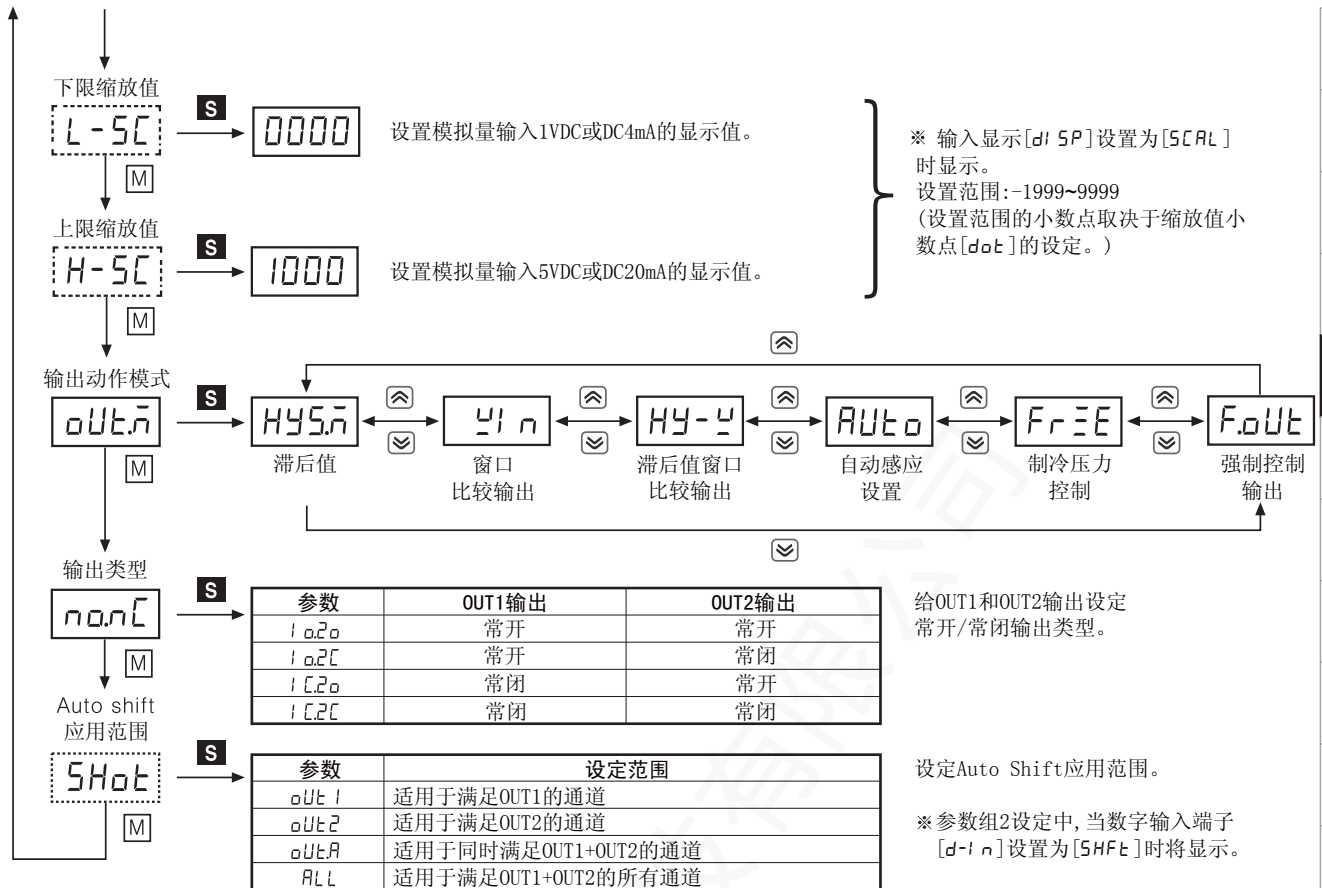 下限缩放值
L-SC
S
0000
设置模拟量输入1VDC或DC4mA的显示值。
※ 输入显示[dISP]设置为[SCAL]
时显示。
设置范围:-1999~9999
(设置范围的小数点取决于缩放值小
数点[dot]的设定。)
M
上限缩放值
H-SC
S
1000
设置模拟量输入5VDC或DC20mA的显示值。
M
输出动作模式
oUt.m
S
HYS.m
滞后值
WIn
窗口
比较输出
HY-W
滞后值窗口
比较输出
AUto
自动感应
设置
FrEE
制冷压力
控制
F.oUt
强制控制
输出
M
输出类型
no.nC
S
参数 OUT1输出 OUT2输出
1o.2o 常开 常开
1o.2C 常开 常闭
1C.2o 常闭 常开
1C.2C 常闭 常闭
给OUT1和OUT2输出设定
常开/常闭输出类型。
M
Auto shift
应用范围
SHot
S
参数 设定范围
oUt1 适用于满足OUT1的通道
oUt2 适用于满足OUT2的通道
oUt.A 适用于同时满足OUT1+OUT2的通道
ALL 适用于满足OUT1+OUT2的所有通道
设定Auto Shift应用范围。
※参数组2设定中,当数字输入端子
[d-In]设置为[SHFt]时将显示。
M